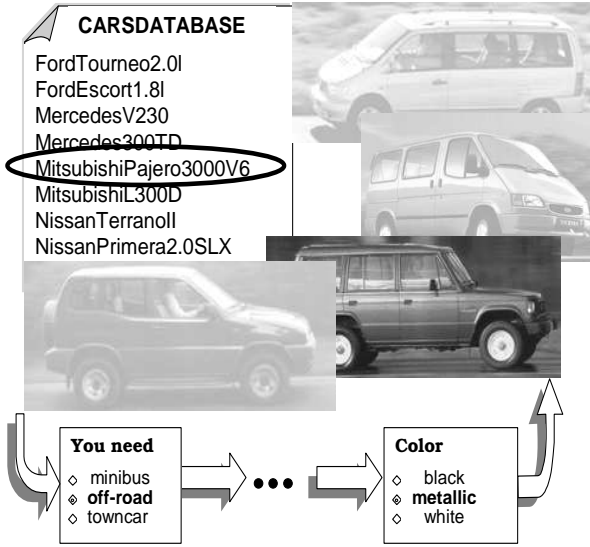 CARSDATABASE
FordTourneo2.0l
FordEscort1.8l
MercedesV230
Mercedes300TD
MitsubishiPajero3000V6
MitsubishiL300D
NissanTerranoII
NissanPrimera2.0SLX
You need
minibus
off-road
towncar
Color
black
metallic
white